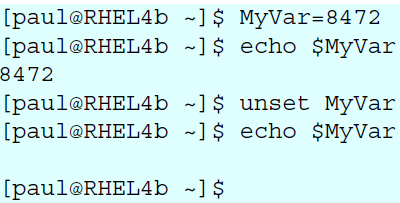 [paul@RHEL4b ~]$ MyVar=8472
[paul@RHEL4b ~]$ echo $MyVar
8472
[paul@RHEL4b ~]$ unset MyVar
[paul@RHEL4b ~]$ echo $MyVar

[paul@RHEL4b ~]$